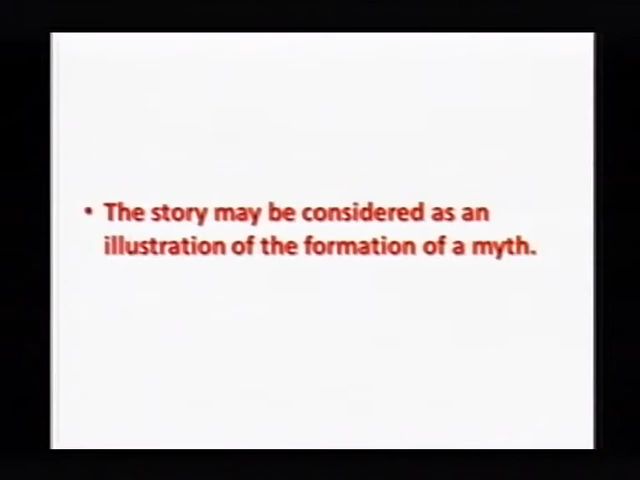 • The story may be considered as an
illustration of the formation of a myth.